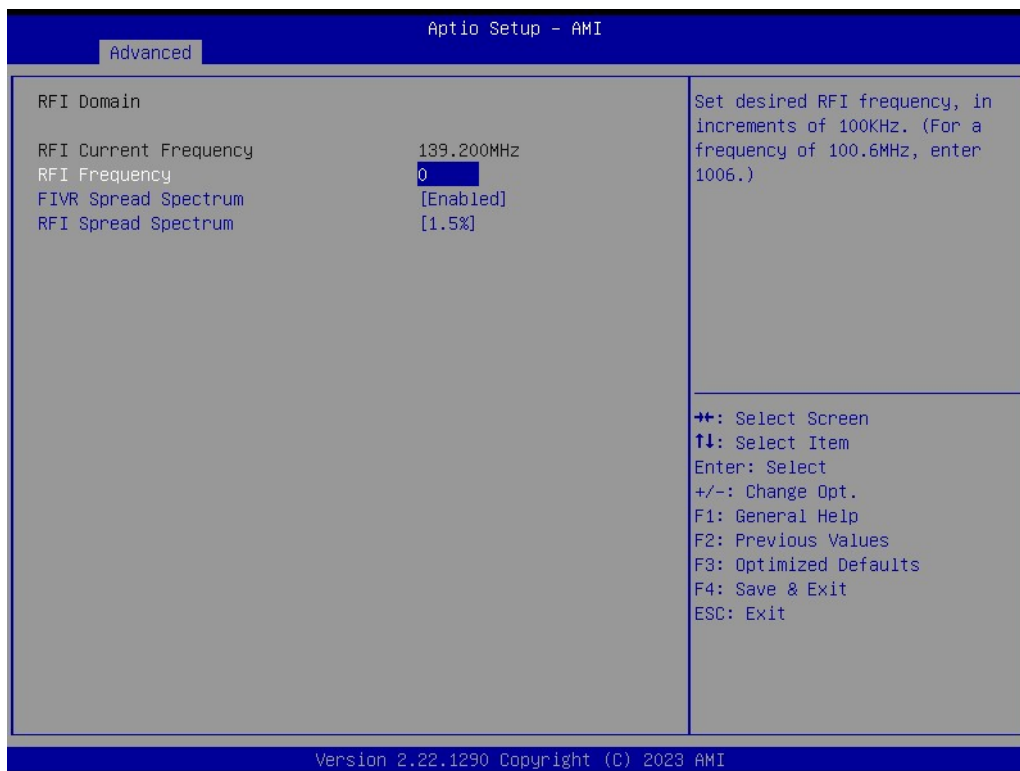 Aptio Setup - AMI
Advanced
RFI Domain
RFI Current Frequency 139.200MHz
RFI Frequency 0
FIVR Spread Spectrum [Enabled]
RFI Spread Spectrum [1.5%]
Set desired RFI frequency, in
increments of 100KHz. (For a
frequency of 100.6MHz, enter
1006.)
→←: Select Screen
↑↓: Select Item
Enter: Select
+/-: Change Opt.
F1: General Help
F2: Previous Values
F3: Optimized Defaults
F4: Save & Exit
ESC: Exit
Version 2.22.1290 Copyright (C) 2023 AMI